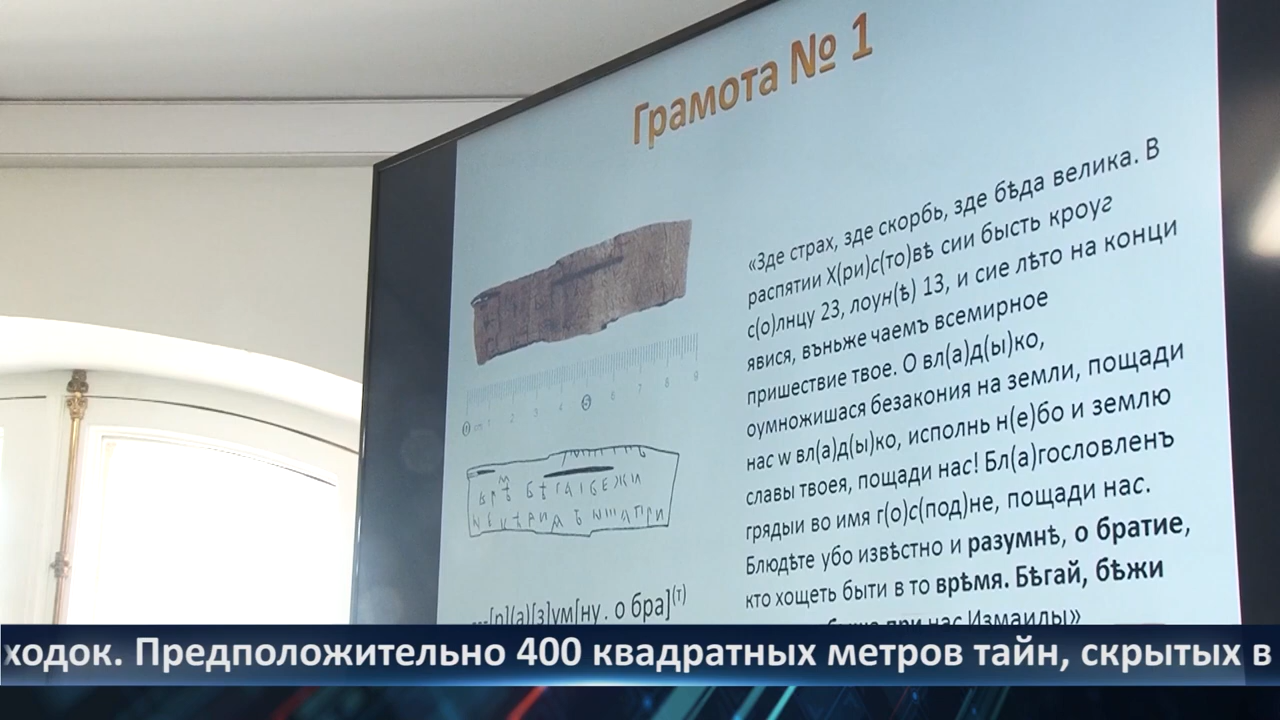 Грамота № 1
«Зде страх, зде скорбь, зде бѣда велика. В
распятии Х(ри)с(то)вѣ сии бысть кроуг
с(о)лнцу 23, лоун(ѣ) 13, и сие лѣто на конци
явися, въньже чаемъ всемирное
пришествие твое. О вл(а)д(ы)ко,
оумножишася безакония на земли, пощади
нас w вл(а)д(ы)ко, исполнь н(е)бо и землю
славы твоея, пощади нас! Бл(а)гословленъ
грядыи во имя г(о)с(под)не, пощади нас.
Блюдѣте убо извѣстно и разумнѣ, о братие,
кто хощеть быти в то врѣмя. Бѣгай, бѣжи
при нас Измаилы»
[р](а)[з]ум[ну . о бра](т)
ходок. Предположительно 400 квадратных метров тайн, скрытых в